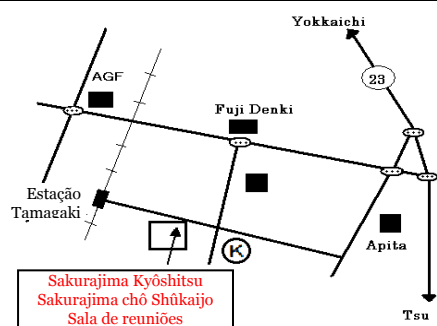 Yokkaichi
23
AGF
Fuji Denki
Estação
Tamagaki
K
Apita
Sakurajima Kyôshitsu
Sakurajima chô Shûkaijo
Sala de reuniões
Tsu